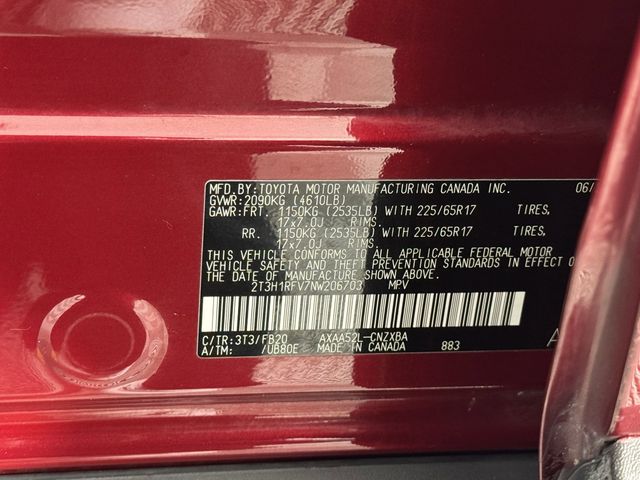 MFD.BY:TOYOTA MOTOR MANUFACTURING CANADA INC. 06/
GVWR:2090KG (4610LB)
GAWR:FRT. 1150KG (2535LB) WITH 225/65R17 TIRES,
17x7.0J RIMS,
RR. 1150KG (2535LB) WITH 225/65R17 TIRES,
17x7.0J RIMS,
THIS VEHICLE CONFORMS TO ALL APPLICABLE FEDERAL MOTOR
VEHICLE SAFETY AND THEFT PREVENTION STANDARDS IN EFFECT O
THE DATE OF MANUFACTURE SHOWN ABOVE.
2T3H1RFV7NW206703 MPV
C/TR:3T3/FB20 AXAA52L-CNZXBA A
A/TM: /UB80E MADE IN CANADA 883